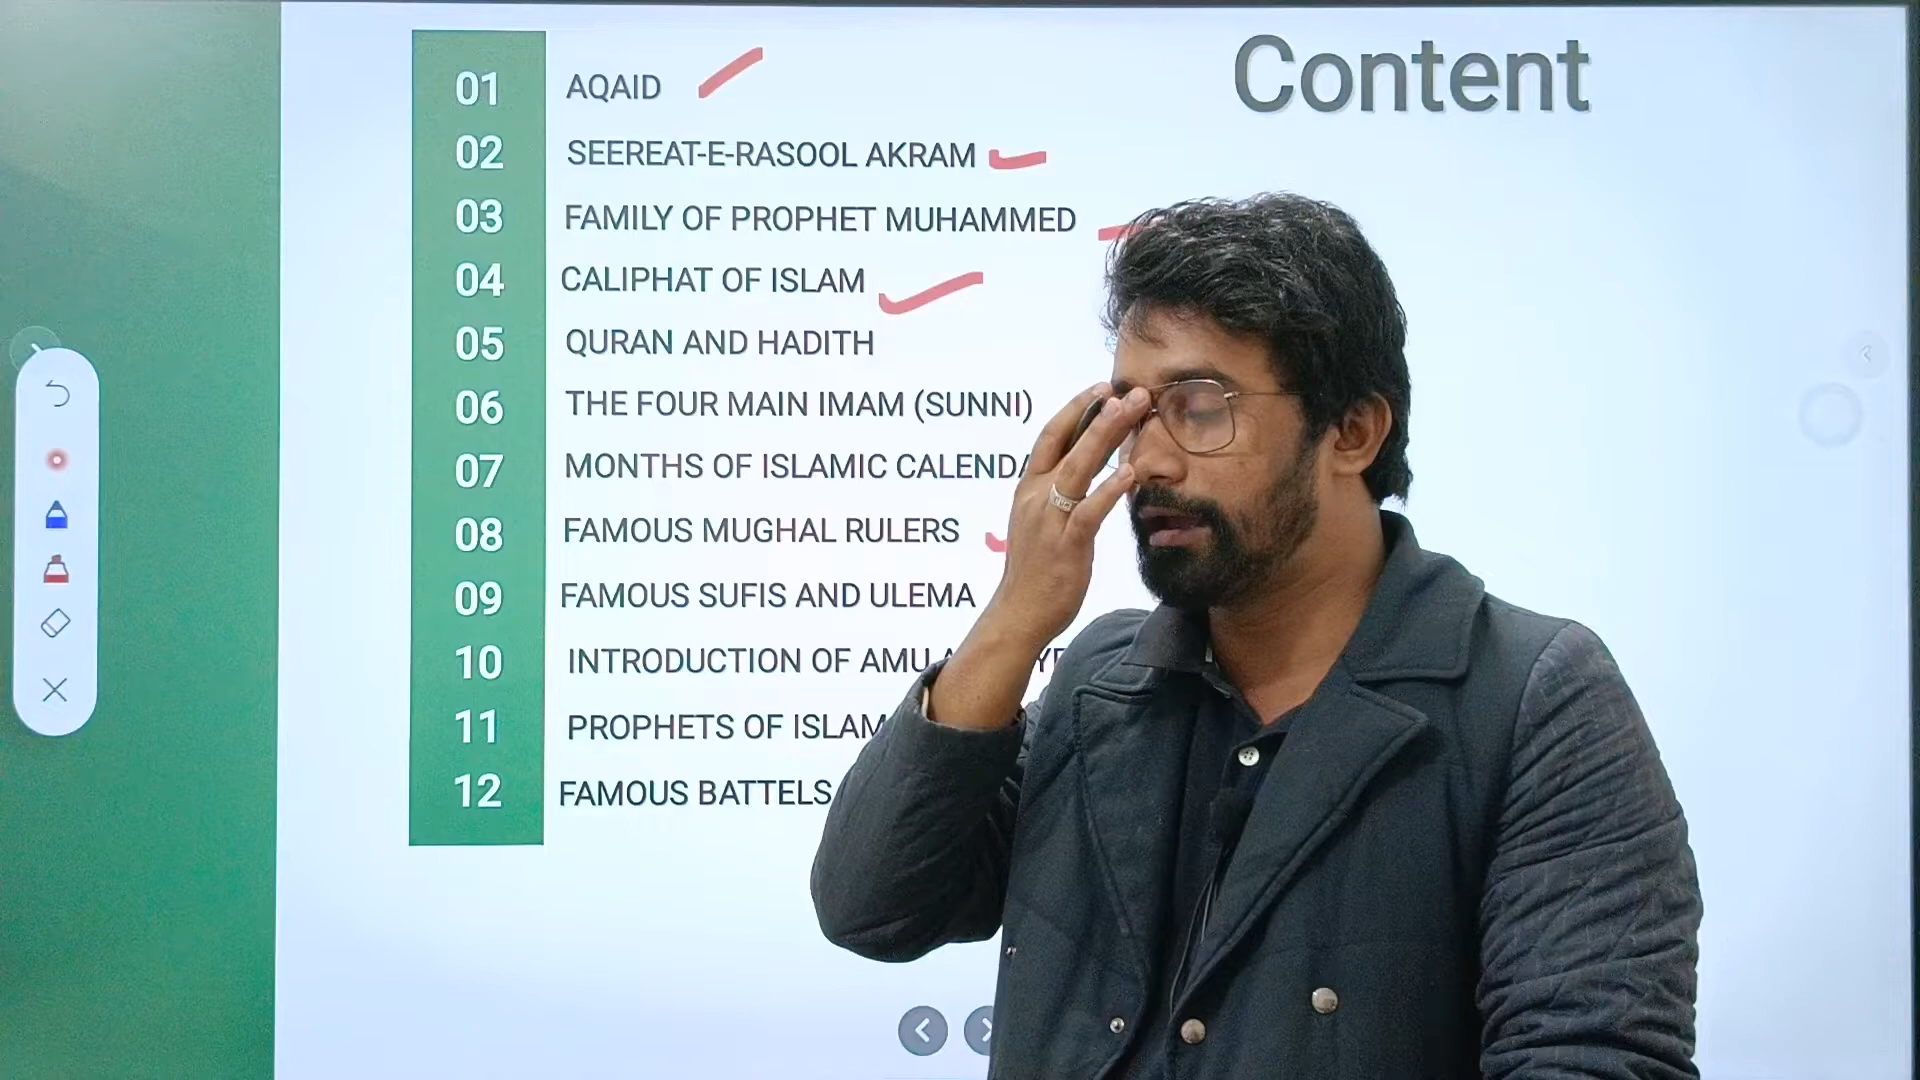 Content
01 AQAID
02 SEEREAT-E-RASOOL AKRAM
03 FAMILY OF PROPHET MUHAMMED
04 CALIPHAT OF ISLAM
05 QURAN AND HADITH
06 THE FOUR MAIN IMAM (SUNNI)
07 MONTHS OF ISLAMIC
08 FAMOUS MUGHAL RULERS
09 FAMOUS SUFIS AND ULEMA
10 INTRODUCTION OF AMU
11 PROPHETS OF ISLAM
12 FAMOUS BATTELS